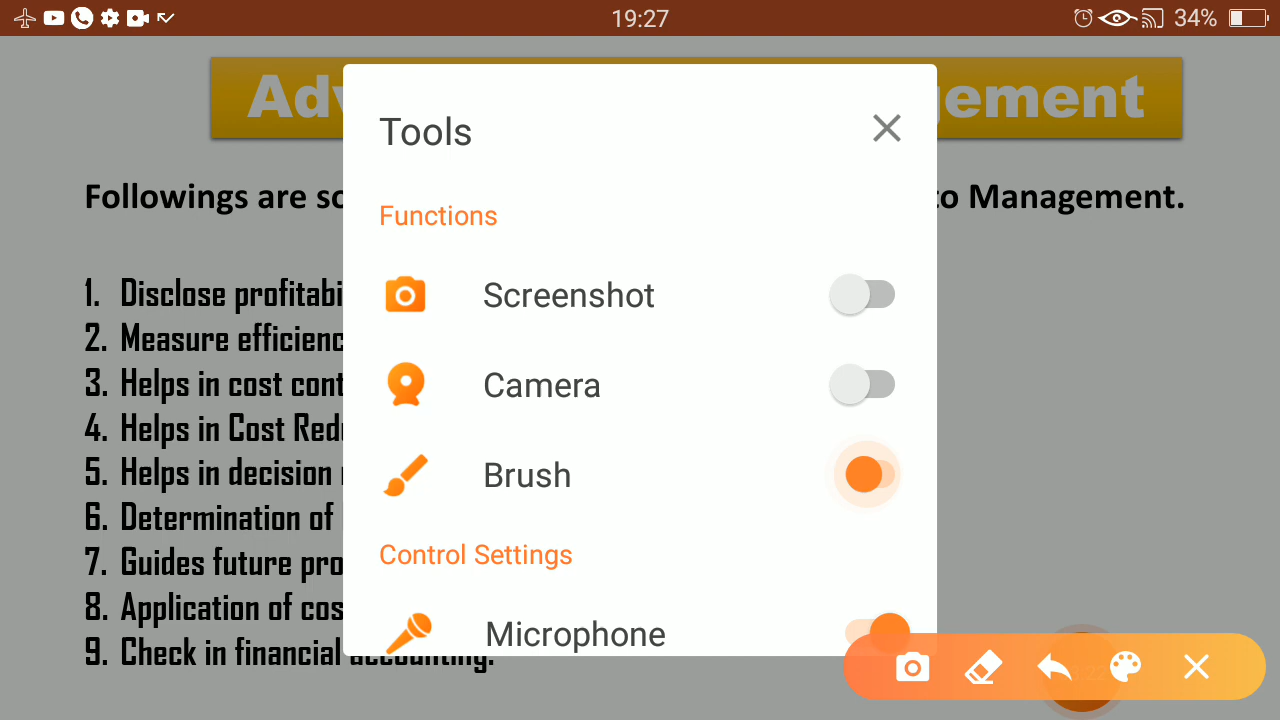 19:27
34%
Adv gement
Tools
Followings are so to Management.
Functions
1. Disclose profitabi
Screenshot
2. Measure efficienc
3. Helps in cost cont
Camera
4. Helps in Cost Red
5. Helps in decision
Brush
6. Determination of
7. Guides future pro
Control Settings
8. Application of cos
Microphone
9. Check in financial accounting.